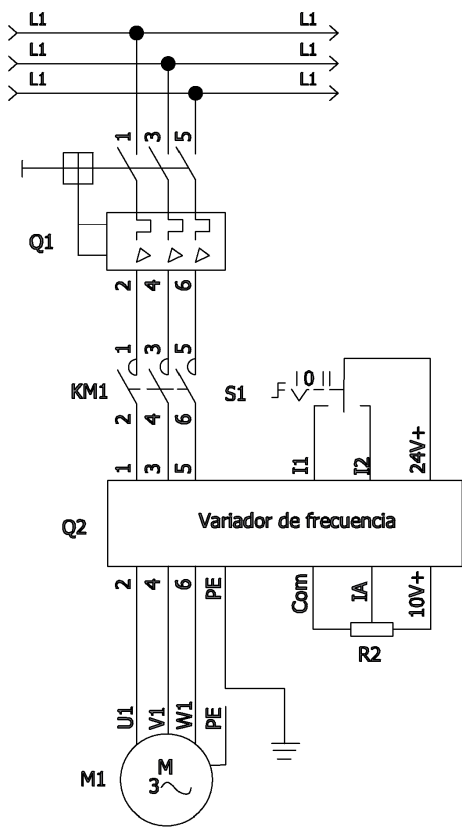 L1 L1
L1 L1
L1 L1
1 3 5
Q1
2 4 6
1 3 5
KM1
2 4 6
S1
I 0 II
1 3 5
I1 I2 24V+
Q2
Variador de frecuencia
2 4 6 PE
Com IA 10V+
R2
U1 V1 W1 PE
M1
M
3